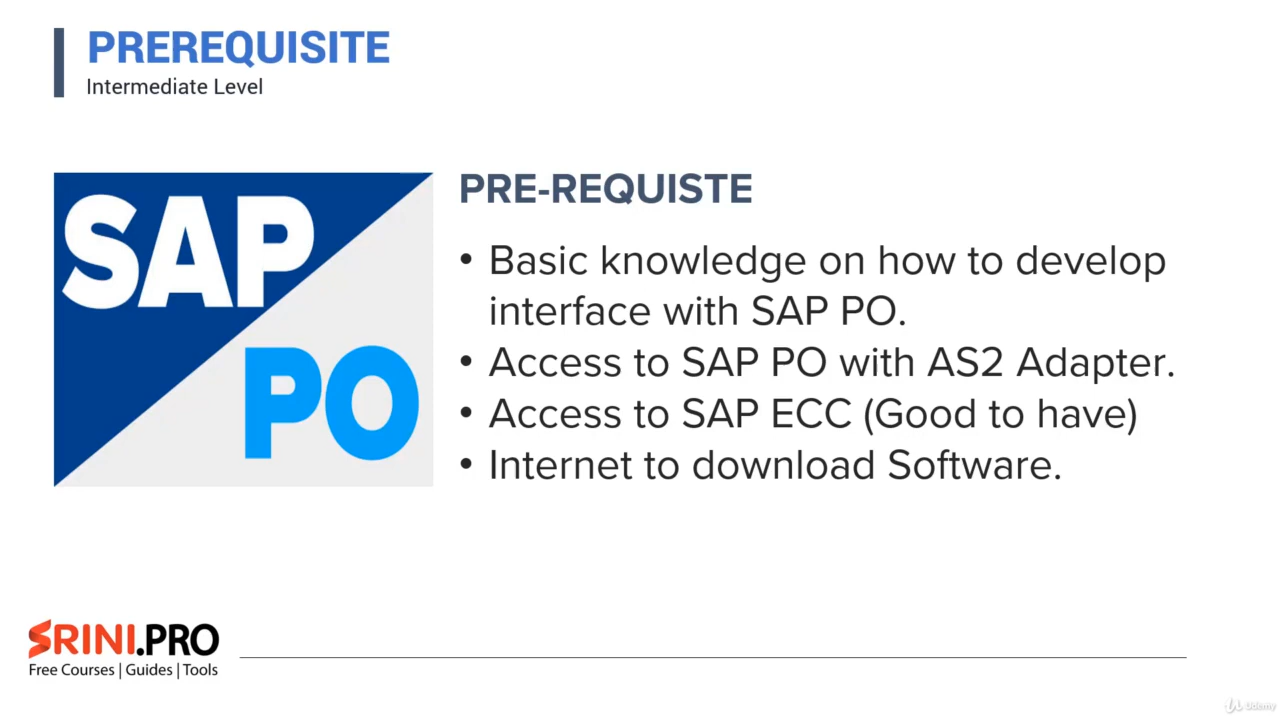 PREREQUISITE
Intermediate Level
SAP
PO
PRE-REQUISTE
• Basic knowledge on how to develop
interface with SAP PO.
• Access to SAP PO with AS2 Adapter.
• Access to SAP ECC (Good to have)
• Internet to download Software.
SRINI.PRO
Free Courses | Guides | Tools
Udemy